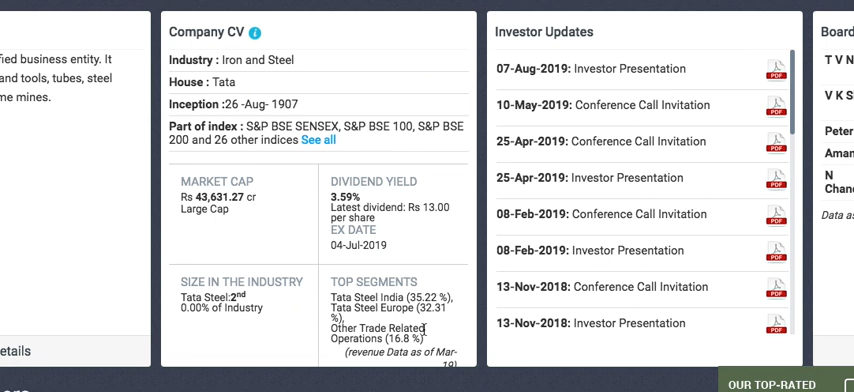 fied business entity. It
and tools, tubes, steel
me mines.
etails
Company CV i
Industry : Iron and Steel
House : Tata
Inception :26 -Aug- 1907
Part of index : S&P BSE SENSEX, S&P BSE 100, S&P BSE
200 and 26 other indices See all
MARKET CAP
Rs 43,631.27 cr
Large Cap
DIVIDEND YIELD
3.59%
Latest dividend: Rs 13.00
per share
EX DATE
04-Jul-2019
SIZE IN THE INDUSTRY
Tata Steel:2nd
0.00% of Industry
TOP SEGMENTS
Tata Steel India (35.22 %),
Tata Steel Europe (32.31
%),
Other Trade Related
Operations (16.8 %)
(revenue Data as of Mar-
19)
Investor Updates
07-Aug-2019: Investor Presentation PDF
10-May-2019: Conference Call Invitation PDF
25-Apr-2019: Conference Call Invitation PDF
25-Apr-2019: Investor Presentation PDF
08-Feb-2019: Conference Call Invitation PDF
08-Feb-2019: Investor Presentation PDF
13-Nov-2018: Conference Call Invitation PDF
13-Nov-2018: Investor Presentation PDF
Board
T V N
V K S
Peter
Aman
N
Chan
Data as
OUR TOP-RATED